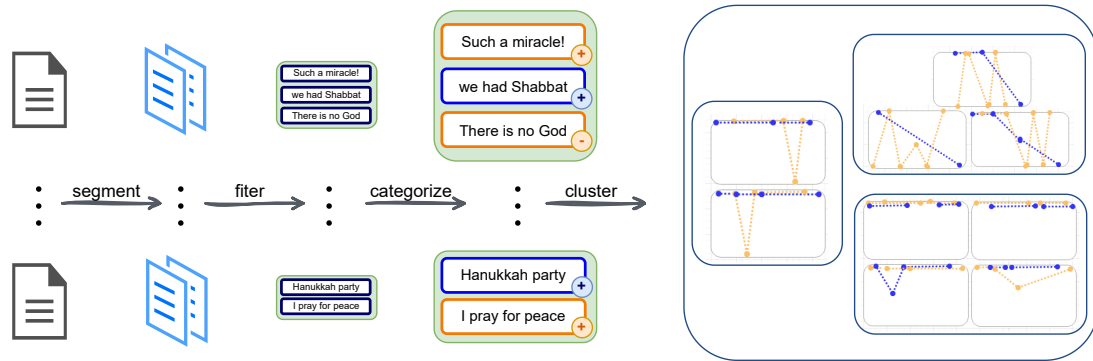 Such a miracle!
we had Shabbat
There is no God
Such a miracle!
+
we had Shabbat
+
There is no God
-
segment
fiter
categorize
cluster
Hanukkah party
I pray for peace
Hanukkah party
+
I pray for peace
+